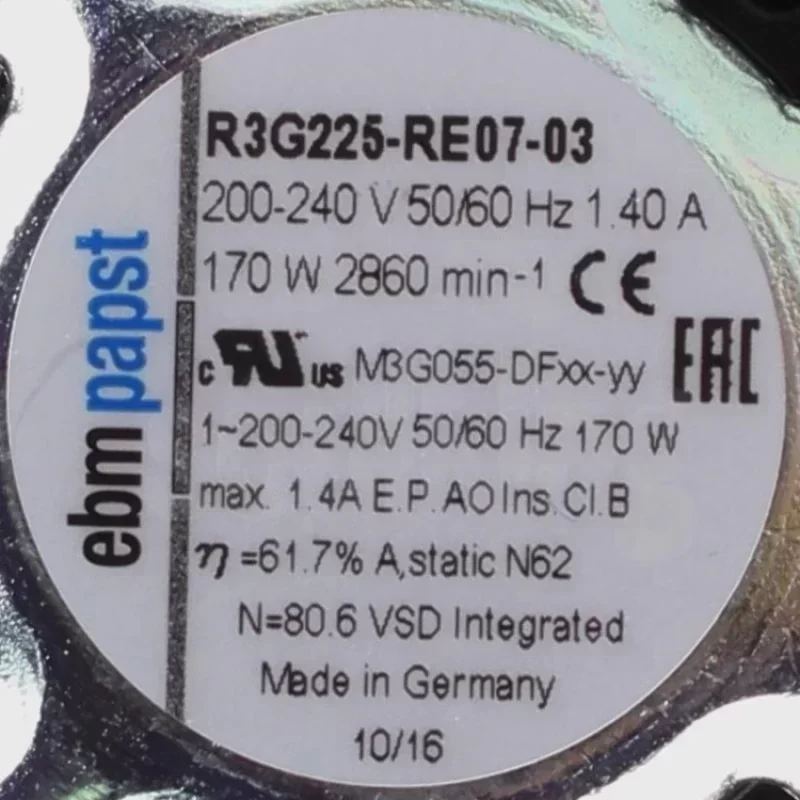 ebmpapst
R3G225-RE07-03
200-240 V 50/60 Hz 1.40 A
170 W 2860 min-1 CE
c RU us M3G055-DFxx-yy EAC
1~200-240V 50/60 Hz 170 W
max. 1.4A E.P. AO Ins. Cl. B
η =61.7% A,static N62
N=80.6 VSD Integrated
Made in Germany
10/16